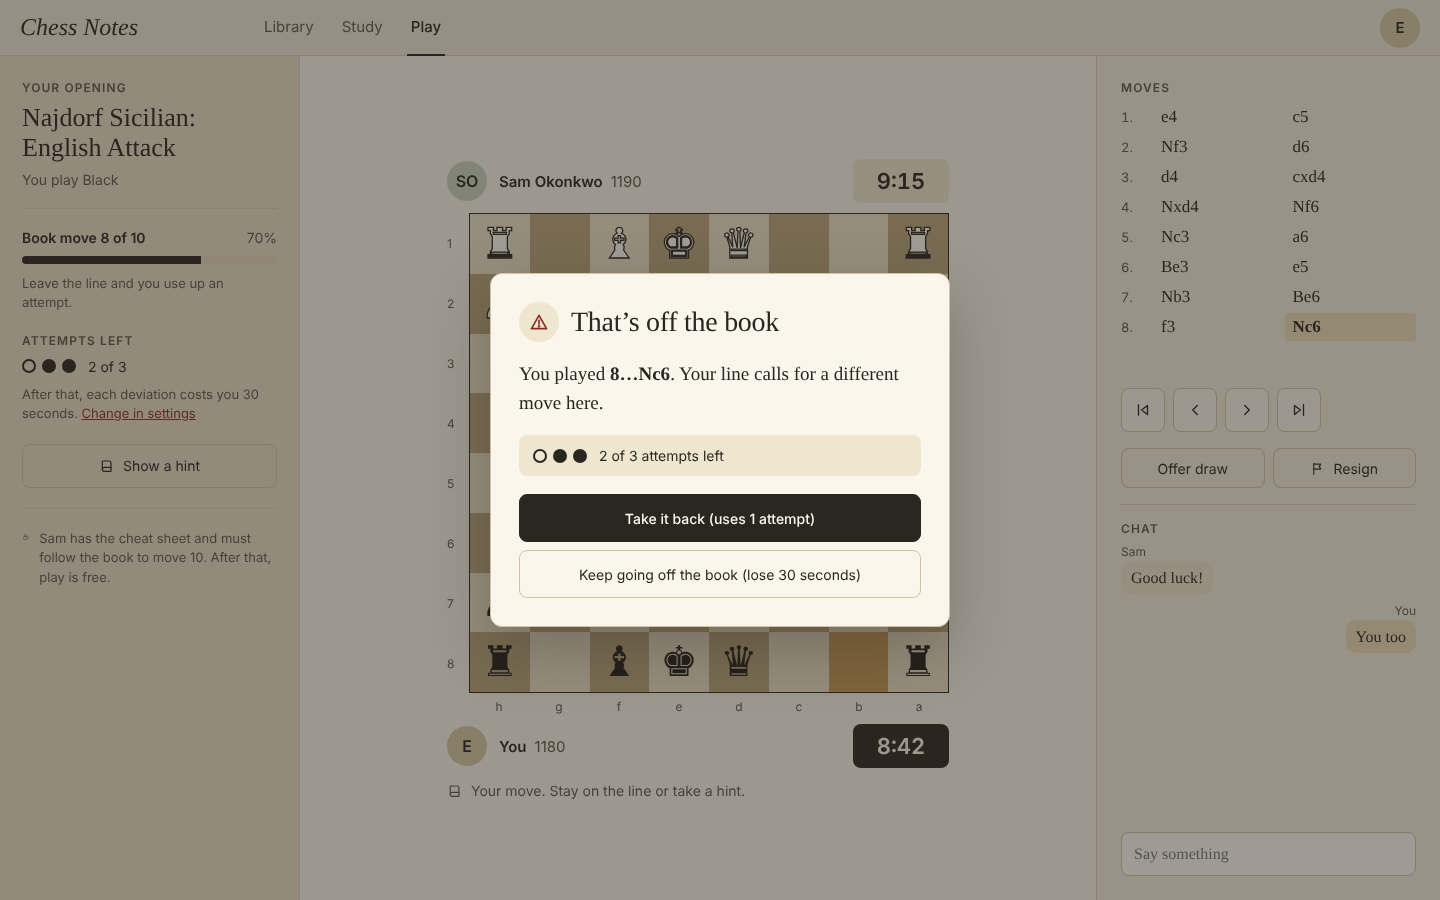 Chess Notes
Library
Study
Play
E
YOUR OPENING
Najdorf Sicilian:
English Attack
You play Black
Book move 8 of 10
70%
Leave the line and you use up an
attempt.
ATTEMPTS LEFT
2 of 3
After that, each deviation costs you 30
seconds. Change in settings
Show a hint
Sam has the cheat sheet and must
follow the book to move 10. After that,
play is free.
SO
Sam Okonkwo 1190
9:15
1
2
3
4
5
6
7
8
h g f e d c b a
That’s off the book
You played 8…Nc6. Your line calls for a different
move here.
2 of 3 attempts left
Take it back (uses 1 attempt)
Keep going off the book (lose 30 seconds)
E
You 1180
8:42
Your move. Stay on the line or take a hint.
MOVES
1. e4 c5
2. Nf3 d6
3. d4 cxd4
4. Nxd4 Nf6
5. Nc3 a6
6. Be3 e5
7. Nb3 Be6
8. f3 Nc6
Offer draw
Resign
CHAT
Sam
Good luck!
You
You too
Say something